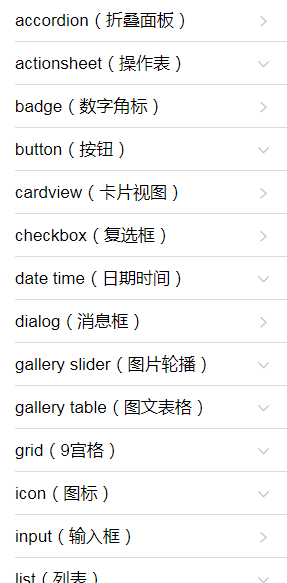 accordion（折叠面板）
actionsheet（操作表）
badge（数字角标）
button（按钮）
cardview（卡片视图）
checkbox（复选框）
date time（日期时间）
dialog（消息框）
gallery slider（图片轮播）
gallery table（图文表格）
grid（9宫格）
icon（图标）
input（输入框）
list（列表）